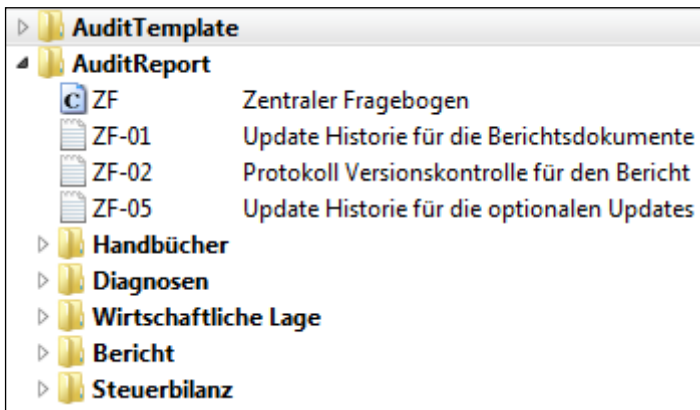 AuditTemplate
AuditReport
ZF Zentraler Fragebogen
ZF-01 Update Historie für die Berichtsdokumente
ZF-02 Protokoll Versionskontrolle für den Bericht
ZF-05 Update Historie für die optionalen Updates
Handbücher
Diagnosen
Wirtschaftliche Lage
Bericht
Steuerbilanz